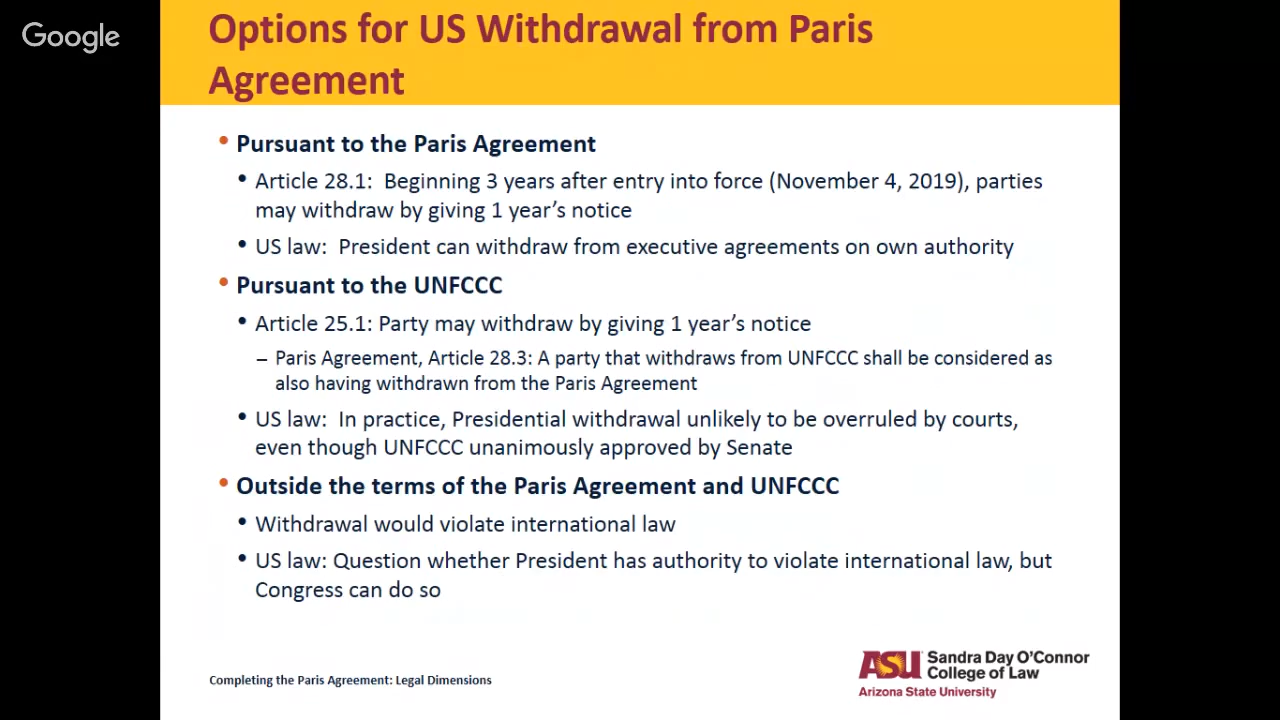 Google
Options for US Withdrawal from Paris
Agreement
• Pursuant to the Paris Agreement
• Article 28.1: Beginning 3 years after entry into force (November 4, 2019), parties
may withdraw by giving 1 year’s notice
• US law: President can withdraw from executive agreements on own authority
• Pursuant to the UNFCCC
• Article 25.1: Party may withdraw by giving 1 year’s notice
– Paris Agreement, Article 28.3: A party that withdraws from UNFCCC shall be considered as
also having withdrawn from the Paris Agreement
• US law: In practice, Presidential withdrawal unlikely to be overruled by courts,
even though UNFCCC unanimously approved by Senate
• Outside the terms of the Paris Agreement and UNFCCC
• Withdrawal would violate international law
• US law: Question whether President has authority to violate international law, but
Congress can do so
Completing the Paris Agreement: Legal Dimensions
ASU Sandra Day O’Connor
College of Law
Arizona State University